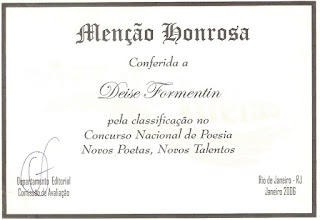 Menção Honrosa
Conferida a
Deise Formentin
pela classificação no
Concurso Nacional de Poesia
Novos Poetas, Novos Talentos
Departamento Editorial
Comissão de Avaliação
Rio de Janeiro - RJ
Janeiro 2006